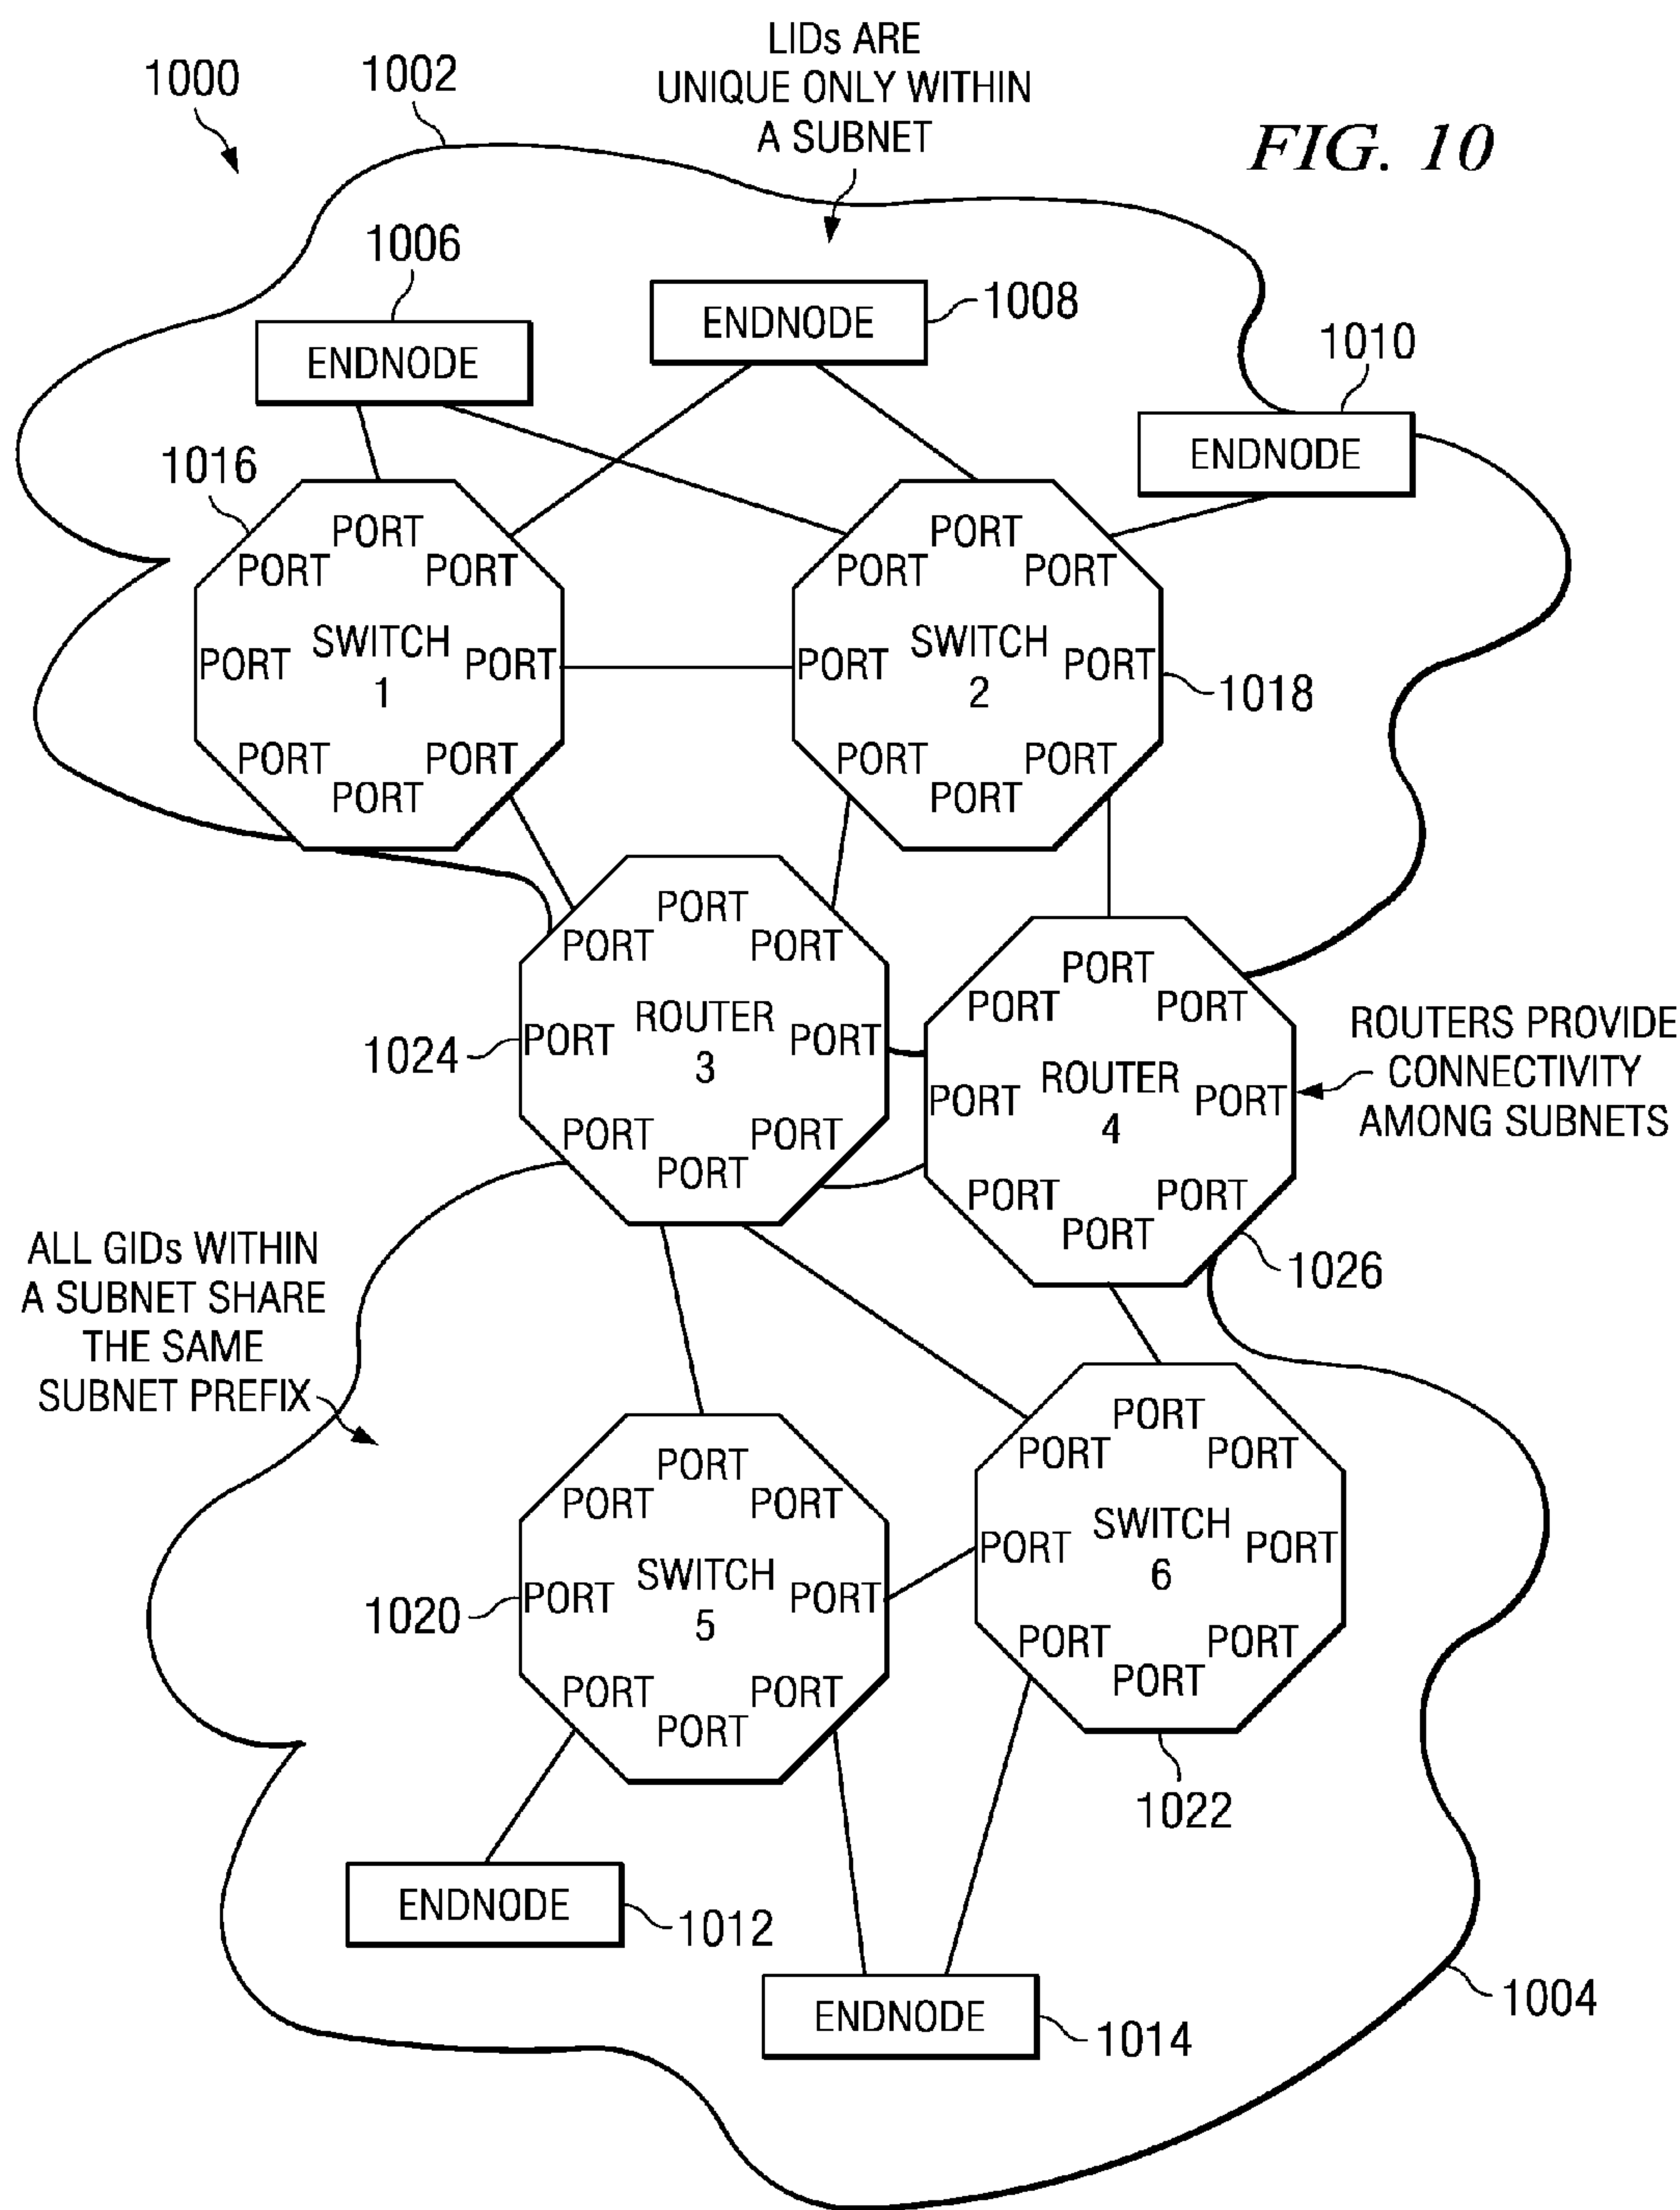 1000
1002
LIDs ARE
UNIQUE ONLY WITHIN
A SUBNET
FIG. 10
1006
ENDNODE
ENDNODE
1008
1010
ENDNODE
1016
PORT
PORT PORT
PORT SWITCH PORT
1
PORT PORT
PORT
PORT
PORT PORT
PORT SWITCH PORT
2
PORT PORT
PORT
1018
PORT
PORT PORT
PORT ROUTER PORT
3
PORT PORT
PORT
1024
PORT
PORT PORT
PORT ROUTER PORT
4
PORT PORT
PORT
ROUTERS PROVIDE
CONNECTIVITY
AMONG SUBNETS
1026
ALL GIDs WITHIN
A SUBNET SHARE
THE SAME
SUBNET PREFIX
PORT
PORT PORT
PORT SWITCH PORT
5
PORT PORT
PORT
1020
PORT
PORT PORT
PORT SWITCH PORT
6
PORT PORT
PORT
1022
ENDNODE
1012
ENDNODE
1014
1004